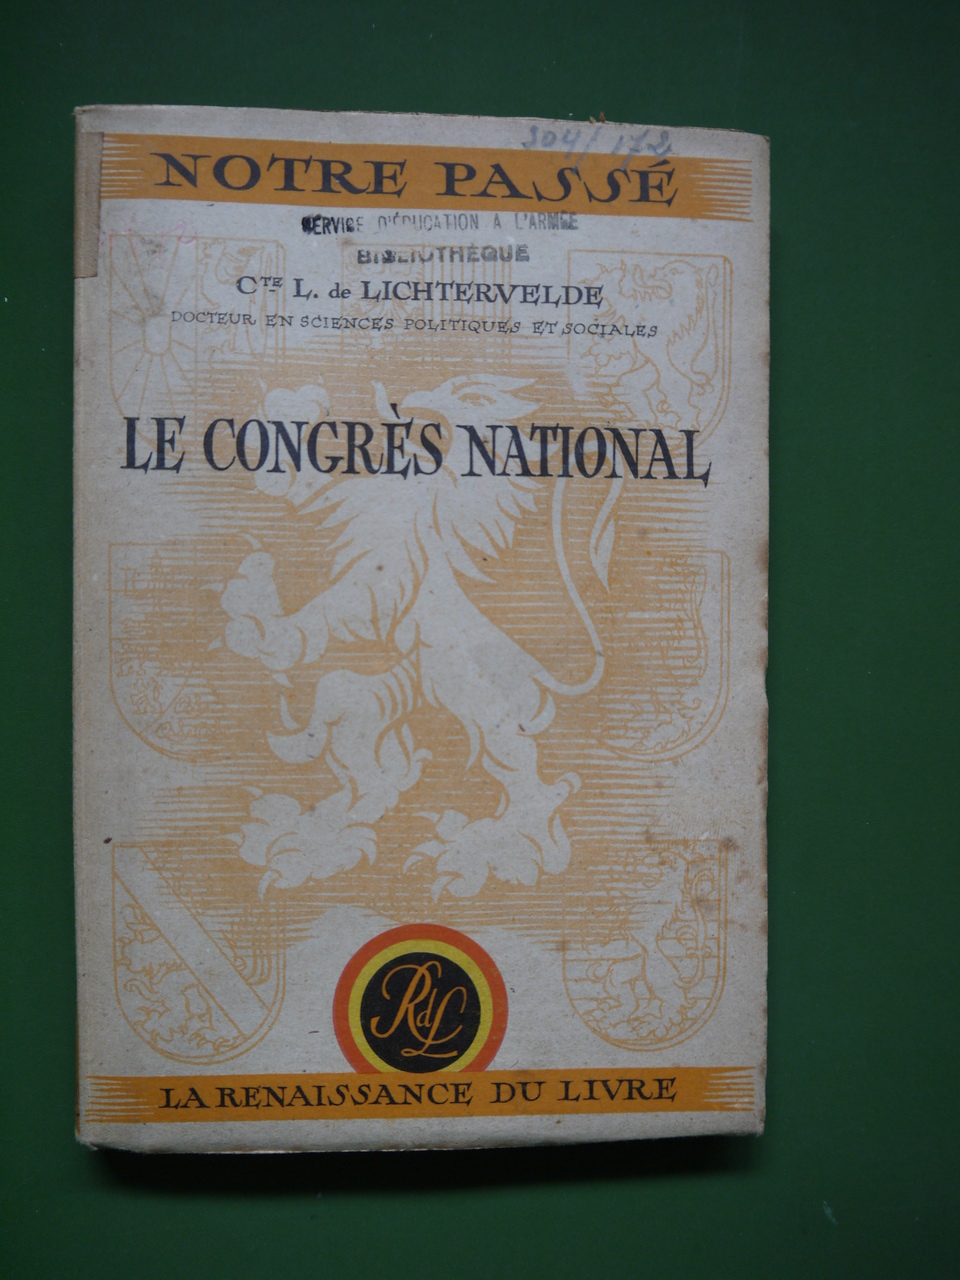 304/172
NOTRE PASSÉ
SERVICE D'ÉDUCATION A L'ARMÉE
BIBLIOTHÈQUE
CTE L. de LICHTERVELDE
DOCTEUR EN SCIENCES POLITIQUES ET SOCIALES
LE CONGRÈS NATIONAL
RdL
LA RENAISSANCE DU LIVRE